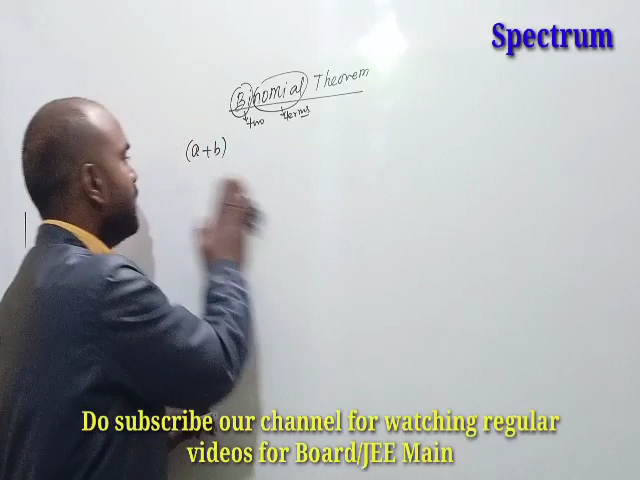 Spectrum
Binomial Theorem
two terms
(a+b)
Do subscribe our channel for watching regular
videos for Board/JEE Main